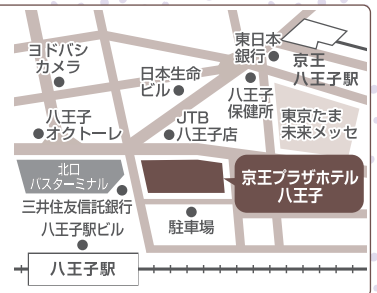 ヨドバシ
カメラ
日本生命
ビル
東日本
銀行
京王
八王子駅
八王子
オクトーレ
JTB
八王子店
八王子
保健所
東京たま
未来メッセ
北口
バスターミナル
京王プラザホテル
八王子
三井住友信託銀行
八王子駅ビル
駐車場
八王子駅